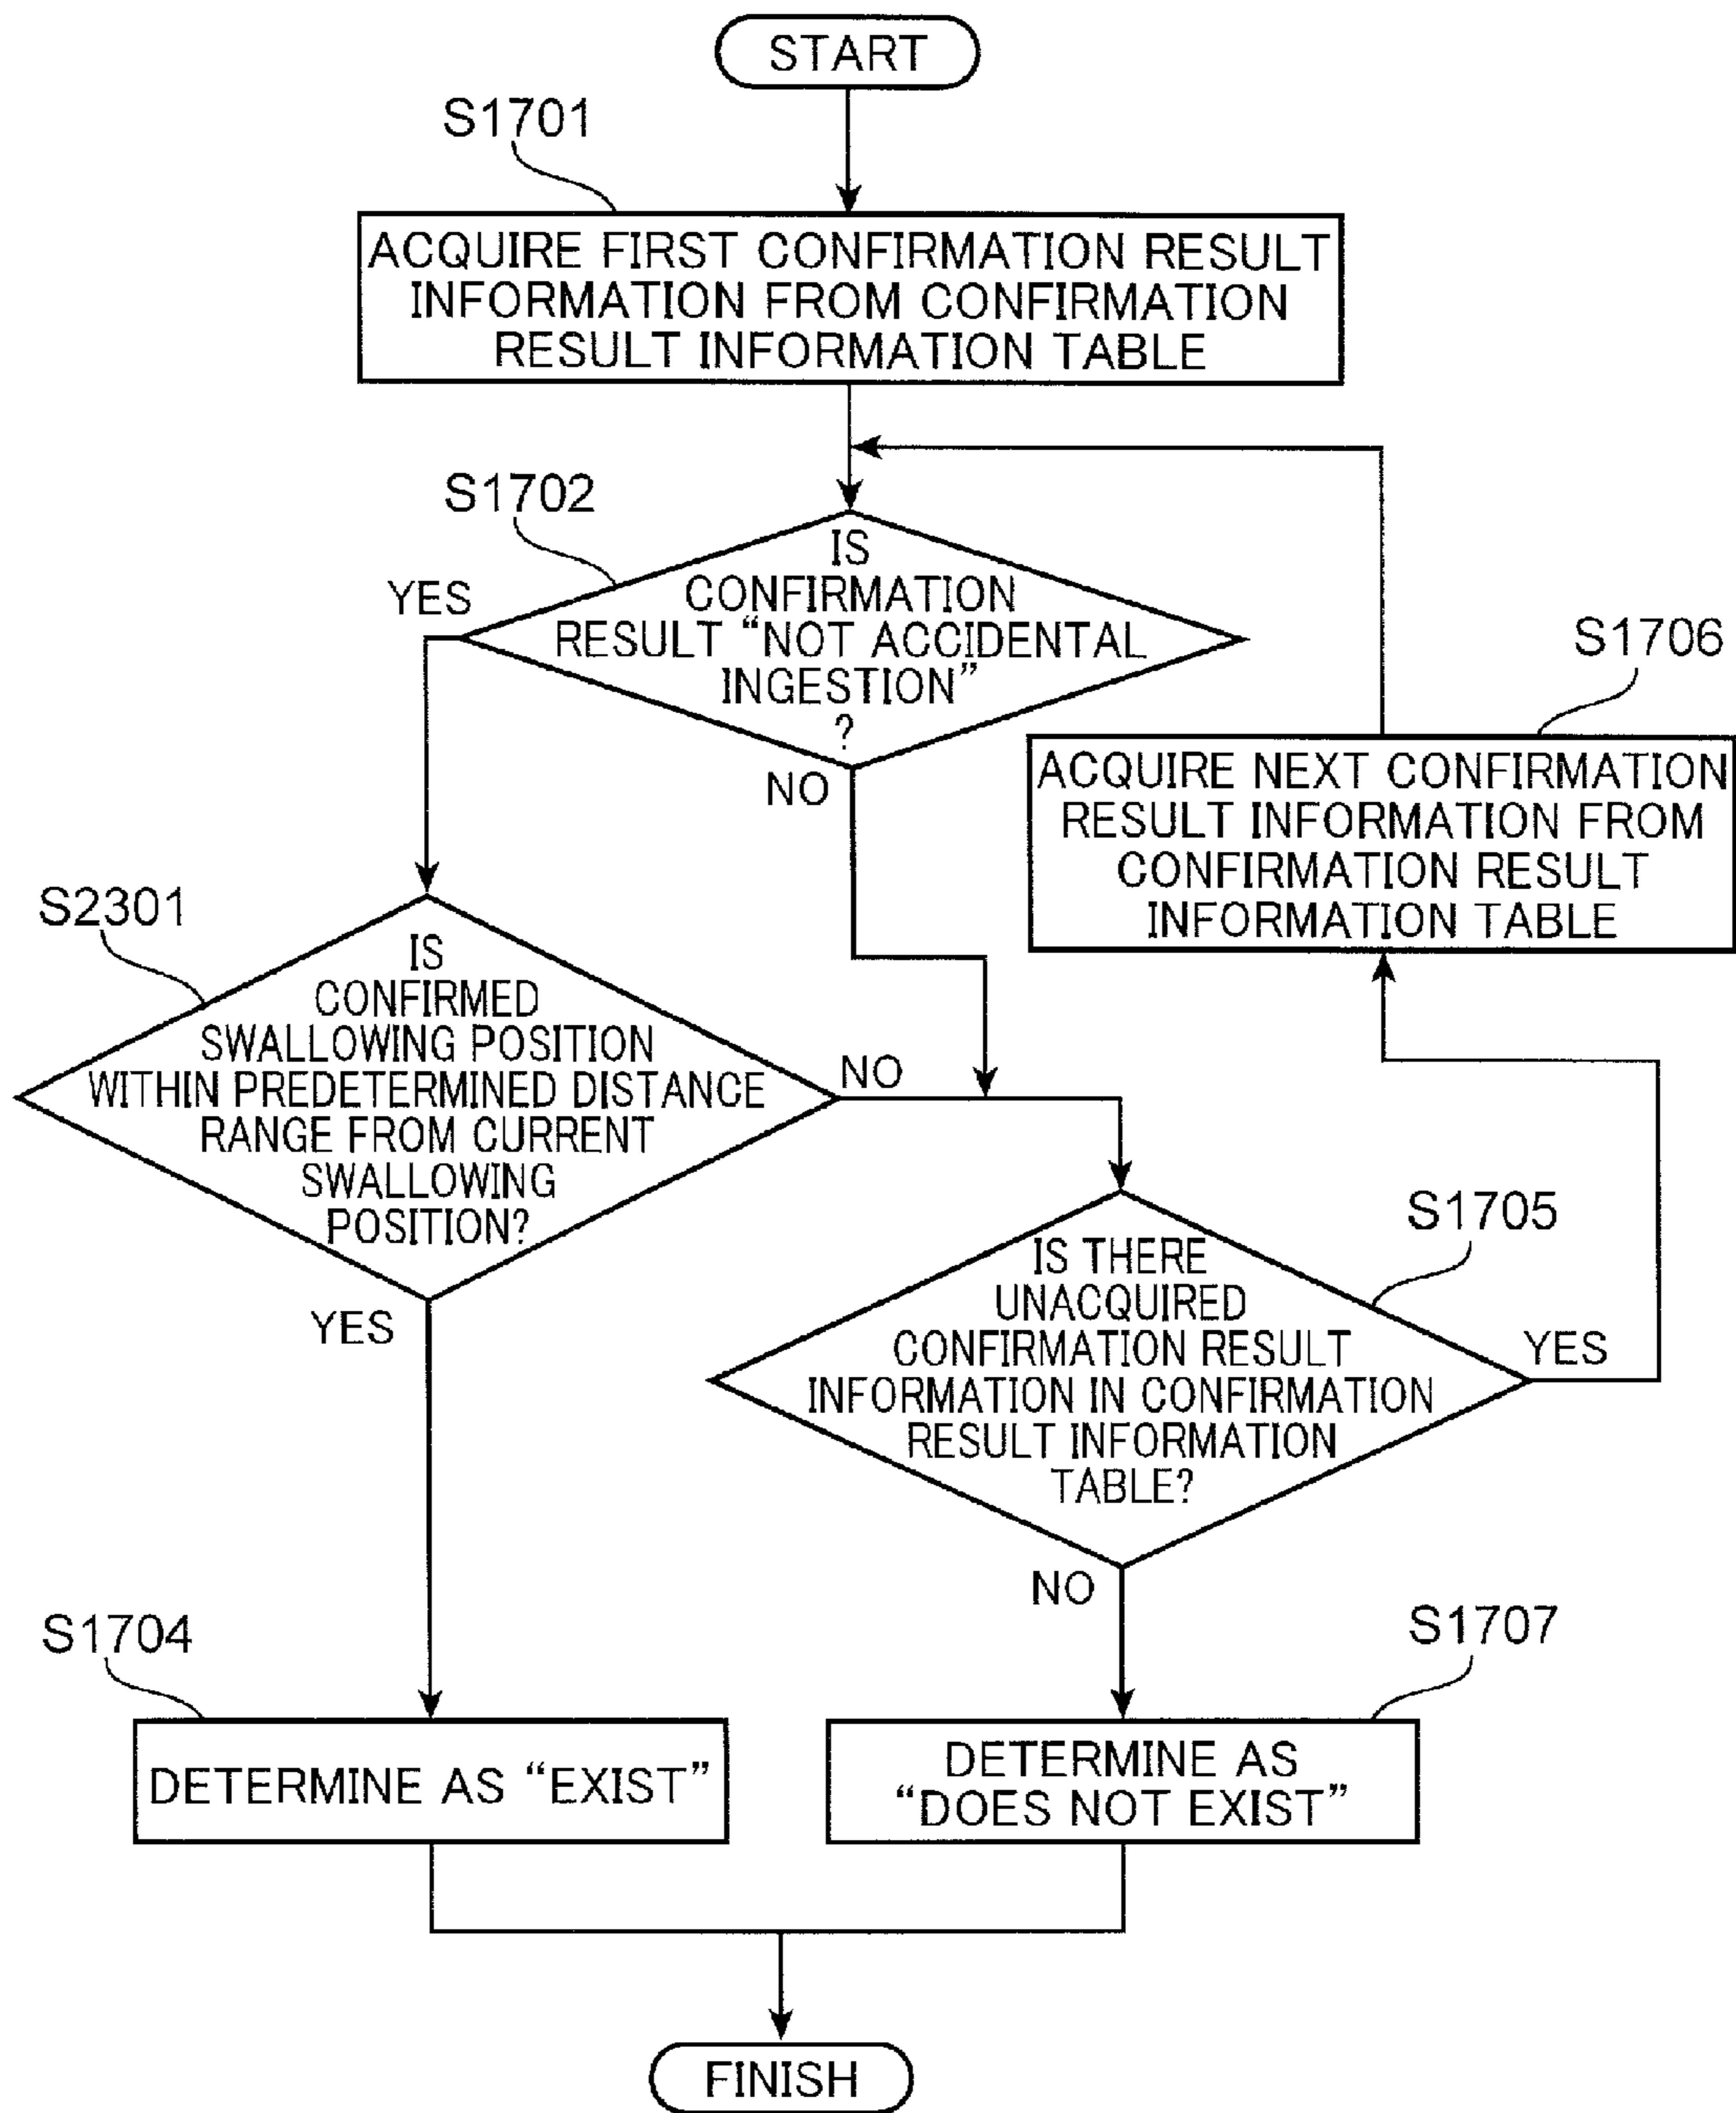 START
S1701
ACQUIRE FIRST CONFIRMATION RESULT
INFORMATION FROM CONFIRMATION
RESULT INFORMATION TABLE
S1702
IS
CONFIRMATION
RESULT “NOT ACCIDENTAL
INGESTION”
?
YES
NO
S1706
ACQUIRE NEXT CONFIRMATION
RESULT INFORMATION FROM
CONFIRMATION RESULT
INFORMATION TABLE
S2301
IS
CONFIRMED
SWALLOWING POSITION
WITHIN PREDETERMINED DISTANCE
RANGE FROM CURRENT
SWALLOWING
POSITION?
NO
YES
S1705
IS THERE
UNACQUIRED
CONFIRMATION RESULT
INFORMATION IN CONFIRMATION
RESULT INFORMATION
TABLE?
YES
NO
S1704
DETERMINE AS “EXIST”
S1707
DETERMINE AS
“DOES NOT EXIST”
FINISH